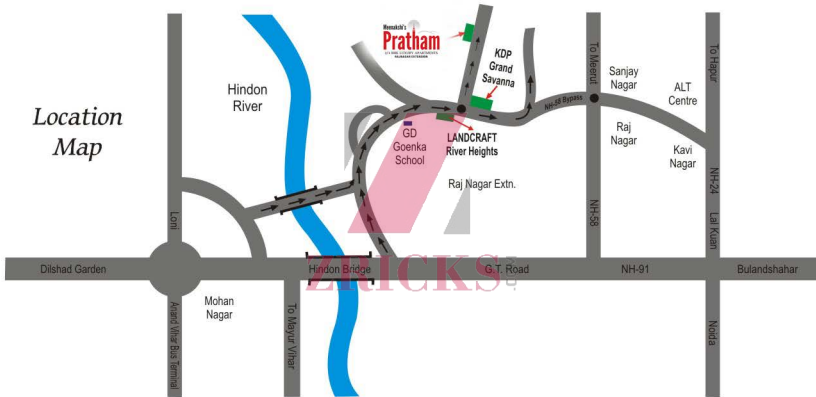 Location
Map
Hindon
River
Meenakshi's
Pratham
RAJNAGAR EXTENSION
KDP
Grand
Savanna
To Meerut
Sanjay
Nagar
To Hapur
ALT
Centre
NH-58 Bypass
GD
Goenka
School
LANDCRAFT
River Heights
Raj
Nagar
Kavi
Nagar
Raj Nagar Extn.
Loni
NH-58
NH-24
Lal Kuan
Dilshad Garden
Hindon Bridge
G.T. Road
NH-91
Bulandshahar
ZRICKS
Mohan
Nagar
Anand Vihar Bus Terminal
To Mayur Vihar
Noida